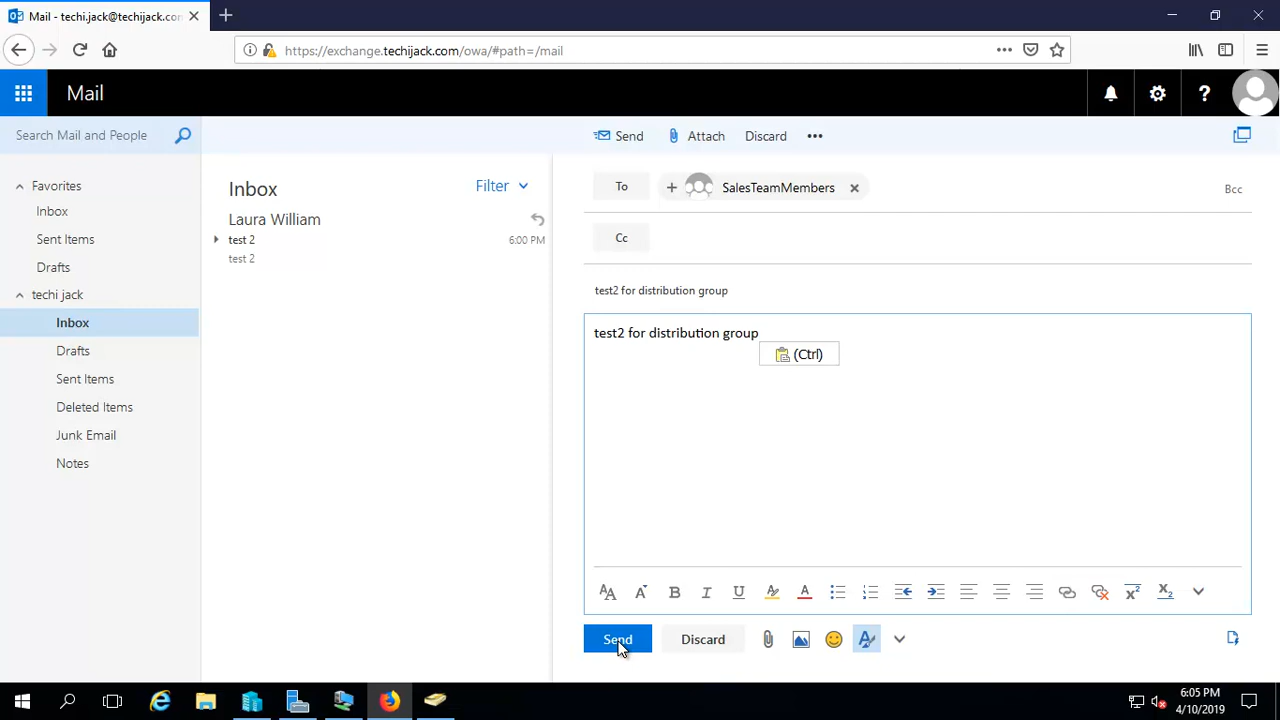 Mail - techi.jack@techijack.con
https://exchange.techijack.com/owa/#path=/mail
Mail
Search Mail and People
Favorites
Inbox
Sent Items
Drafts
techi jack
Inbox
Drafts
Sent Items
Deleted Items
Junk Email
Notes
Inbox
Filter
Laura William
test 2
6:00 PM
test 2
Send
Attach
Discard
To
SalesTeamMembers
Bcc
Cc
test2 for distribution group
test2 for distribution group
(Ctrl)
Send
Discard
6:05 PM
4/10/2019